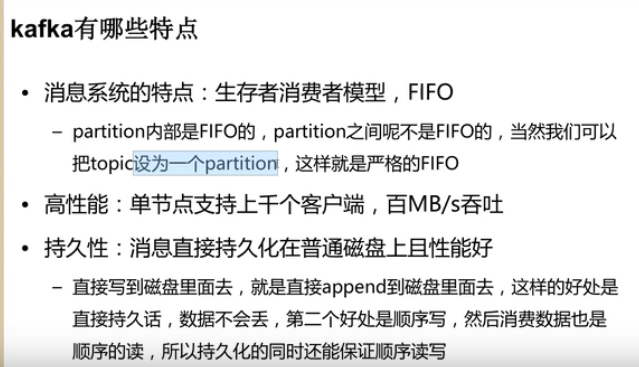 kafka有哪些特点
• 消息系统的特点：生存者消费者模型，FIFO
– partition内部是FIFO的，partition之间呢不是FIFO的，当然我们可以
把topic设为一个partition，这样就是严格的FIFO
• 高性能：单节点支持上千个客户端，百MB/s吞吐
• 持久性：消息直接持久化在普通磁盘上且性能好
– 直接写到磁盘里面去，就是直接append到磁盘里面去，这样的好处是
直接持久话，数据不会丢，第二个好处是顺序写，然后消费数据也是
顺序的读，所以持久化的同时还能保证顺序读写